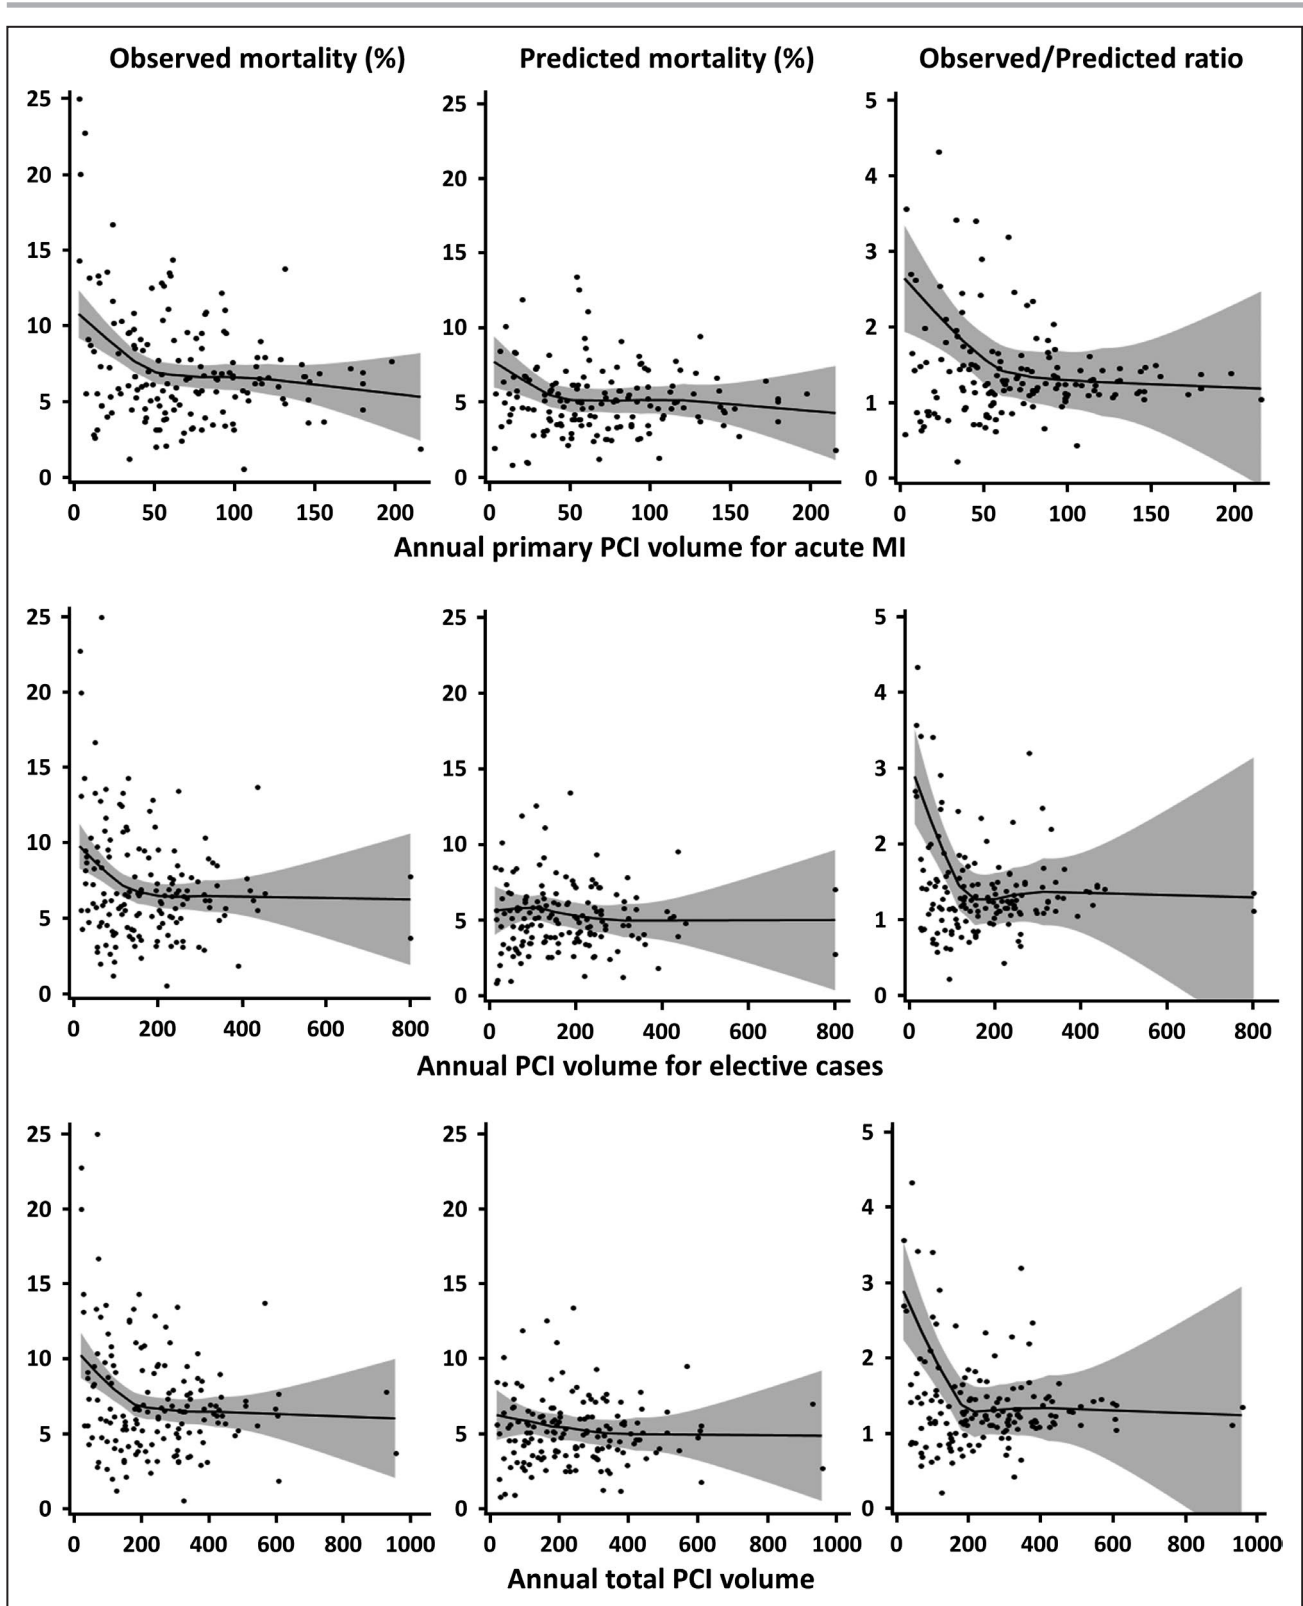 Observed mortality (%) Predicted mortality (%) Observed/Predicted ratio
25 25 5
20 20 4
15 15 3
10 10 2
5 5 1
0 0 0
0 50 100 150 200 0 50 100 150 200 0 50 100 150 200
Annual primary PCI volume for acute MI
25 25 5
20 20 4
15 15 3
10 10 2
5 5 1
0 0 0
0 200 400 600 800 0 200 400 600 800 0 200 400 600 800
Annual PCI volume for elective cases
25 25 5
20 20 4
15 15 3
10 10 2
5 5 1
0 0 0
0 200 400 600 800 1000 0 200 400 600 800 1000 0 200 400 600 800 1000
Annual total PCI volume